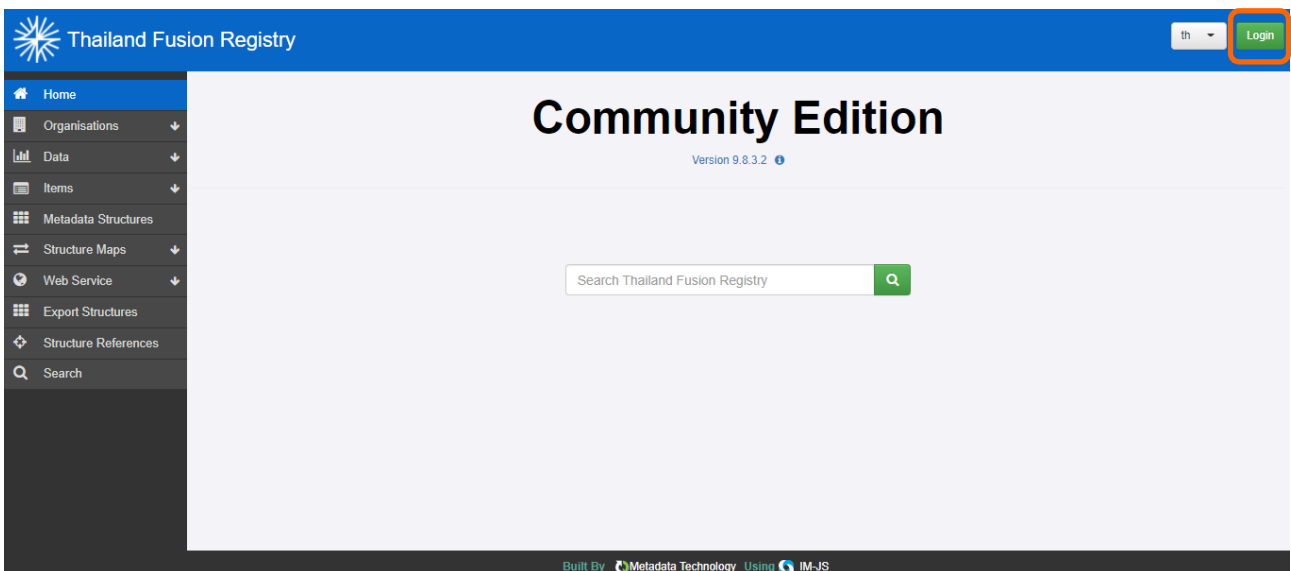 Thailand Fusion Registry
th
Login
Home
Organisations
Data
Items
Metadata Structures
Structure Maps
Web Service
Export Structures
Structure References
Search
Community Edition
Version 9.8.3.2
Search Thailand Fusion Registry
Built By Metadata Technology Using IM-JS